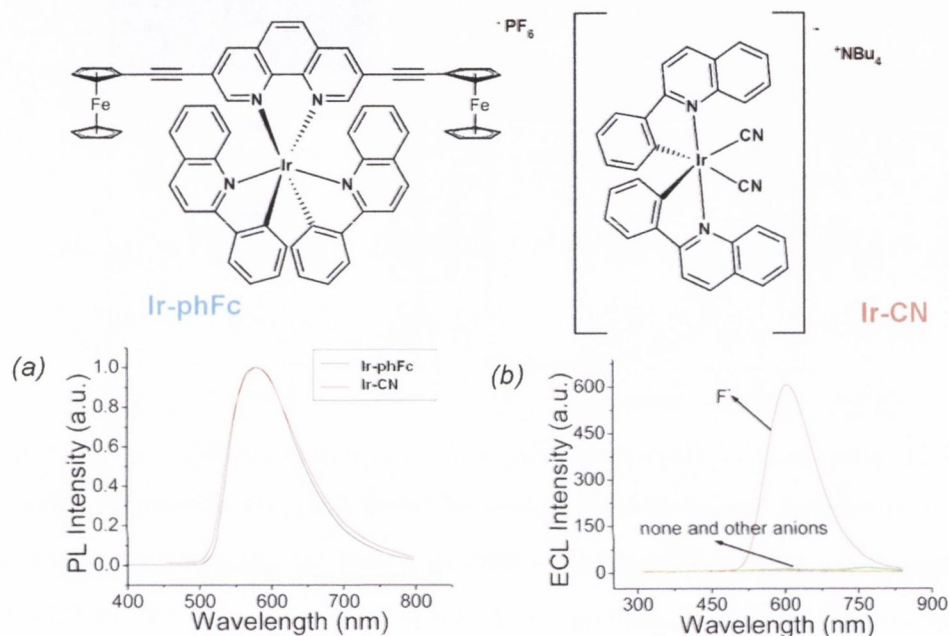 -PF6
+NBu4
-
Fe
N
N
Fe
Ir
N
N
N
Ir
CN
CN
N
Ir-phFc
Ir-CN
(a)
PL Intensity (a.u.)
1.0
0.8
0.6
0.4
0.2
0.0
Ir-phFc
Ir-CN
400 500 600 700 800
Wavelength (nm)
(b)
ECL Intensity (a.u.)
600
450
300
150
0
F-
none and other anions
300 450 600 750 900
Wavelength (nm)